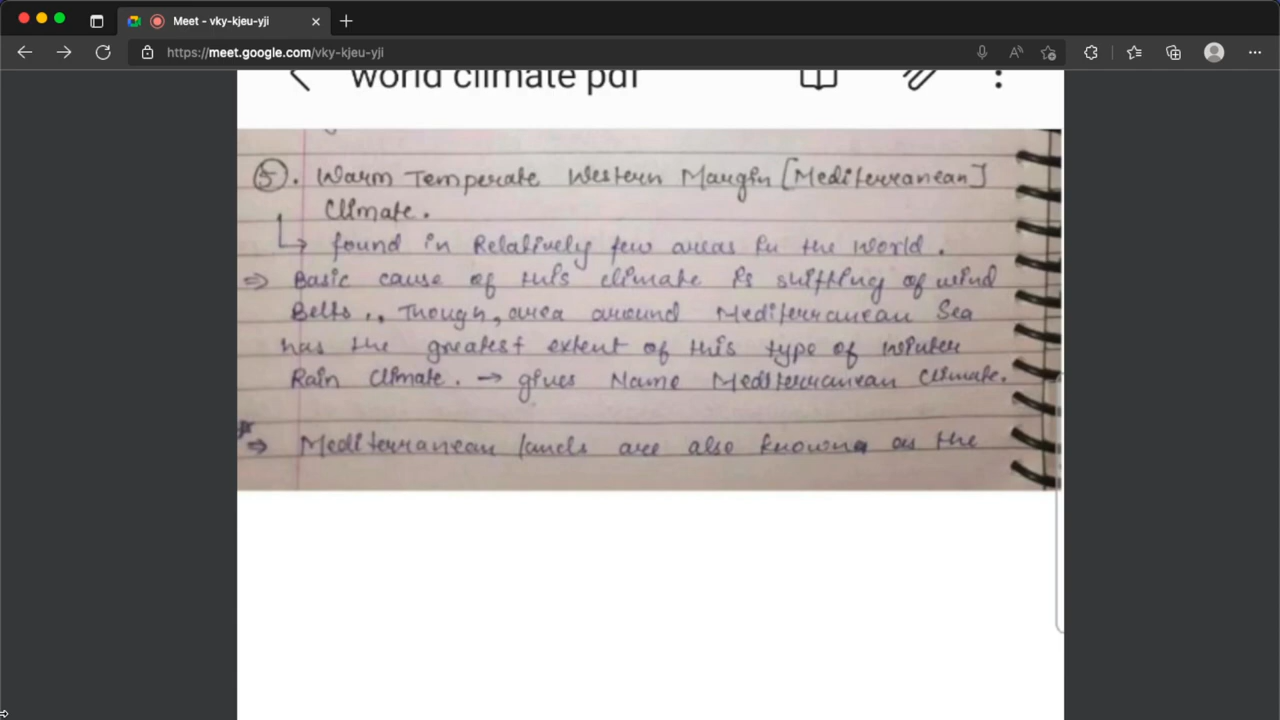 Meet - vky-kjeu-yji
https://meet.google.com/vky-kjeu-yji
world climate pdf
5. Warm Temperate Western Margin [Mediterranean]
Climate.
↳ found in Relatively few areas in the world.
⇒ Basic cause of this climate is shifting of wind
Belts., Though, area around Mediterranean Sea
has the greatest extent of this type of winter
Rain Climate. → gives Name Mediterranean Climate.
⇒ Mediterranean lands are also known as the